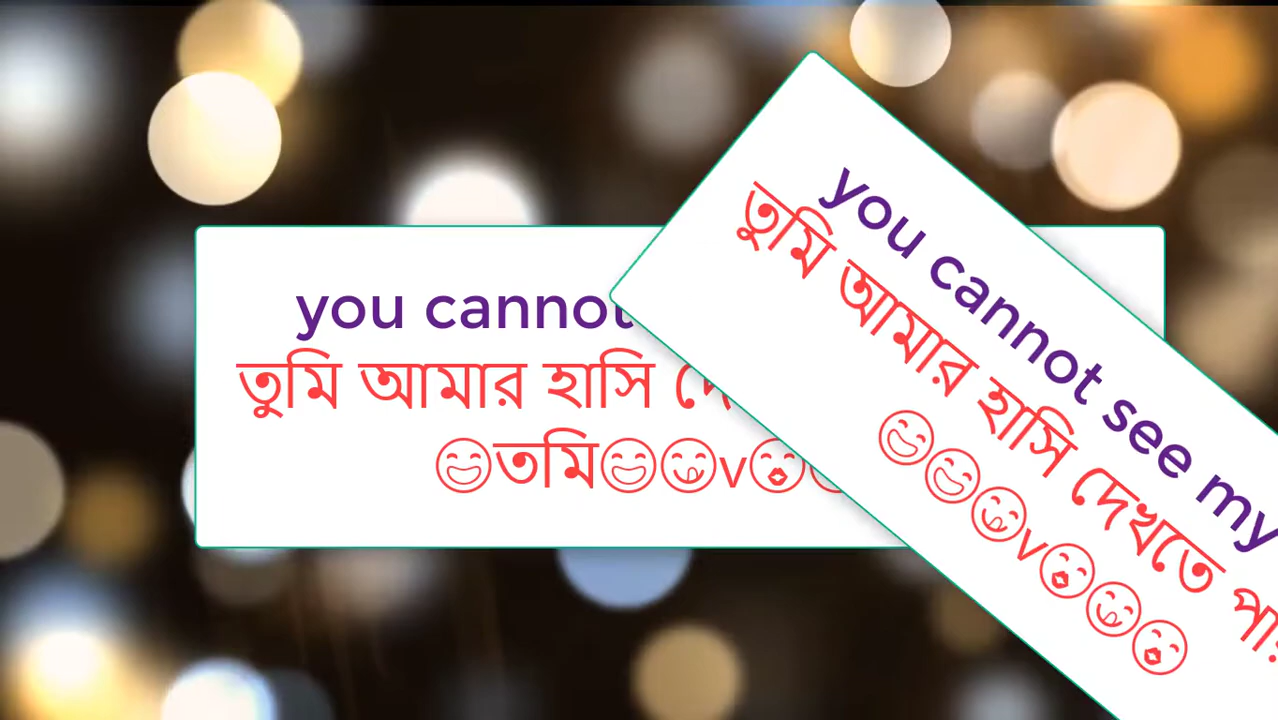 you cannot
তুমি আমার হাসি
😄তমি😄😋v😘
you cannot see my
তুমি আমার হাসি দেখতে
😄😄😋v😘😋😘